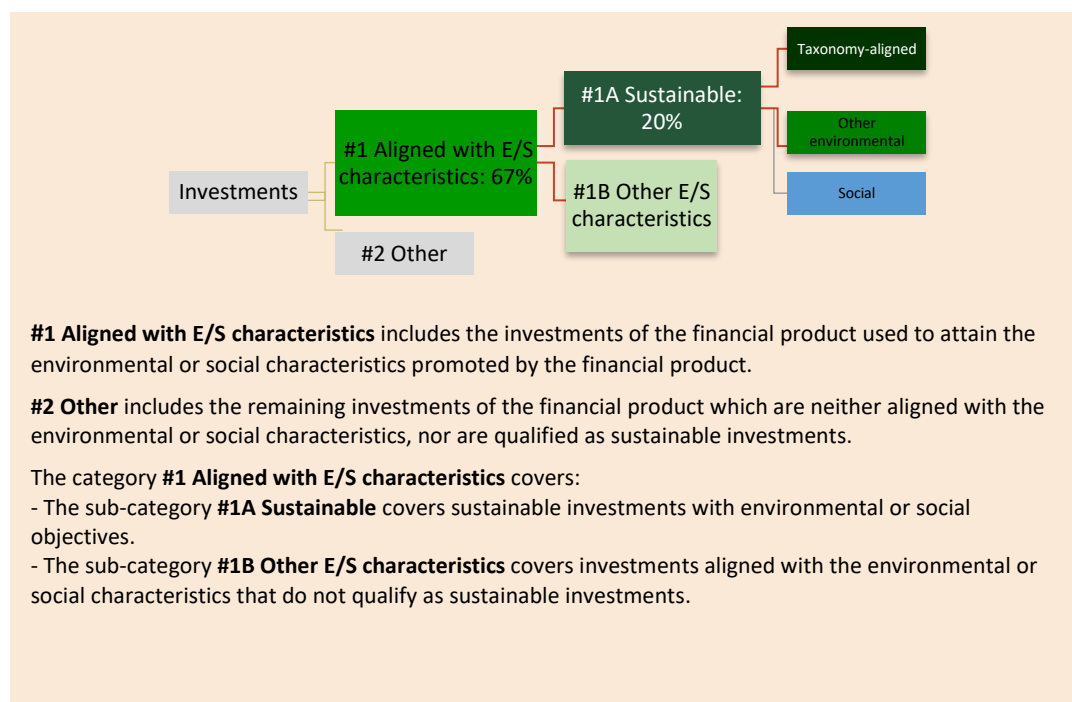 Taxonomy-aligned
#1A Sustainable:
20%
Other
environmental
#1 Aligned with E/S
characteristics: 67%
Investments
#1B Other E/S
characteristics
Social
#2 Other
#1 Aligned with E/S characteristics includes the investments of the financial product used to attain the
environmental or social characteristics promoted by the financial product.
#2 Other includes the remaining investments of the financial product which are neither aligned with the
environmental or social characteristics, nor are qualified as sustainable investments.
The category #1 Aligned with E/S characteristics covers:
- The sub-category #1A Sustainable covers sustainable investments with environmental or social
objectives.
- The sub-category #1B Other E/S characteristics covers investments aligned with the environmental or
social characteristics that do not qualify as sustainable investments.